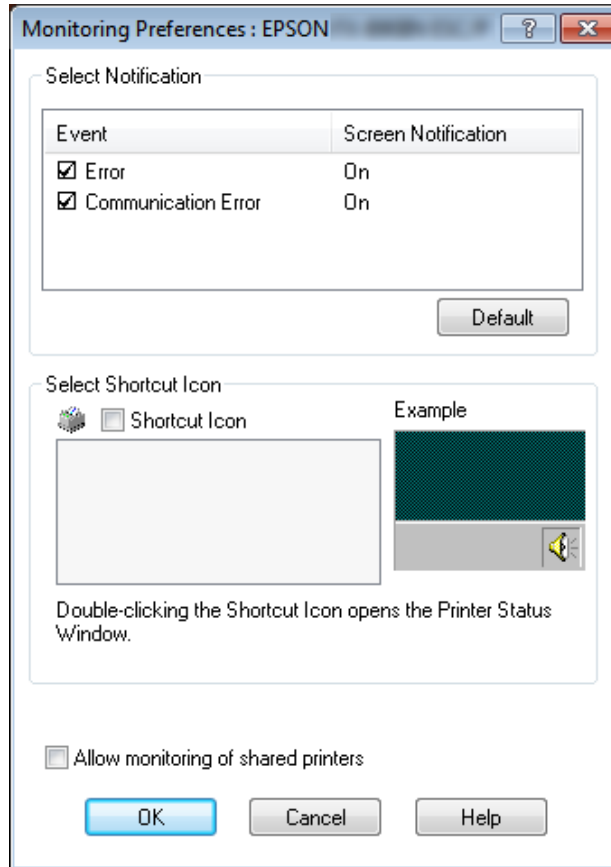 Monitoring Preferences : EPSON
Select Notification
Event Screen Notification
Error On
Communication Error On
Default
Select Shortcut Icon
Shortcut Icon
Example
Double-clicking the Shortcut Icon opens the Printer Status
Window.
Allow monitoring of shared printers
OK Cancel Help